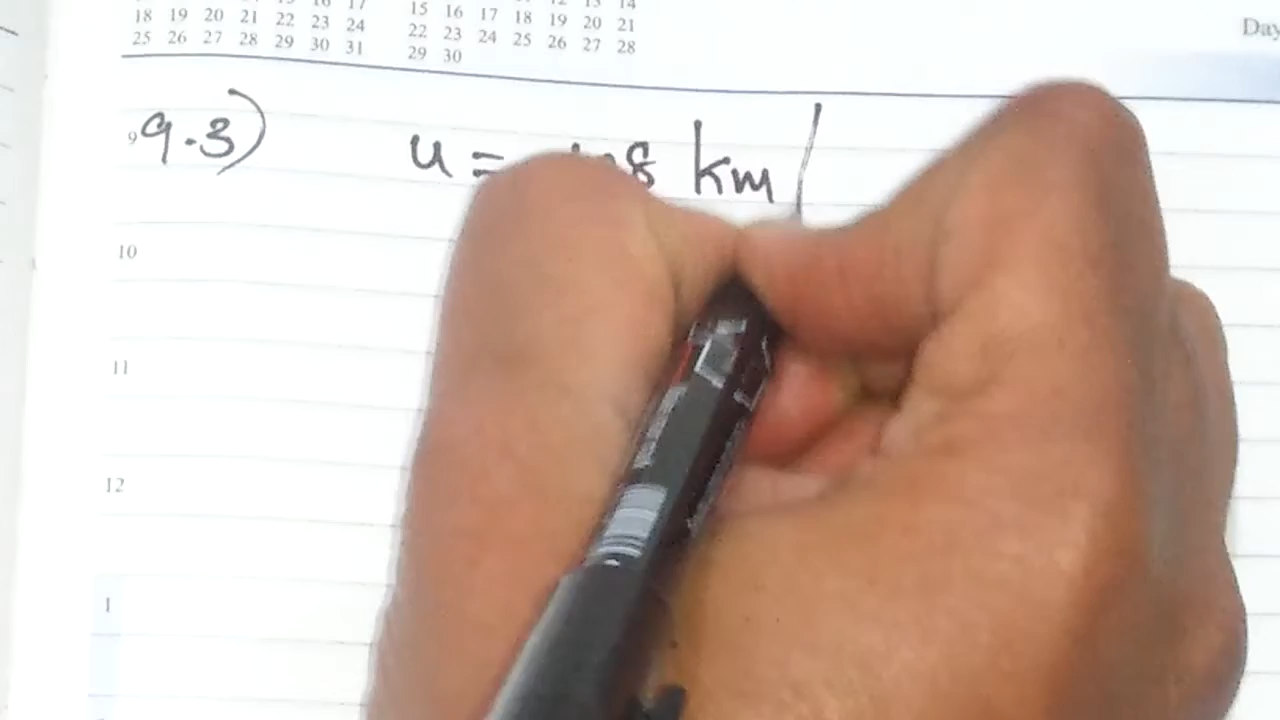 18 19 20 21 22 23 24
25 26 27 28 29 30 31
15 16 17 18 19 20 21
22 23 24 25 26 27 28
29 30
Day
9 9.3) u = 8 km/
10
11
12
1